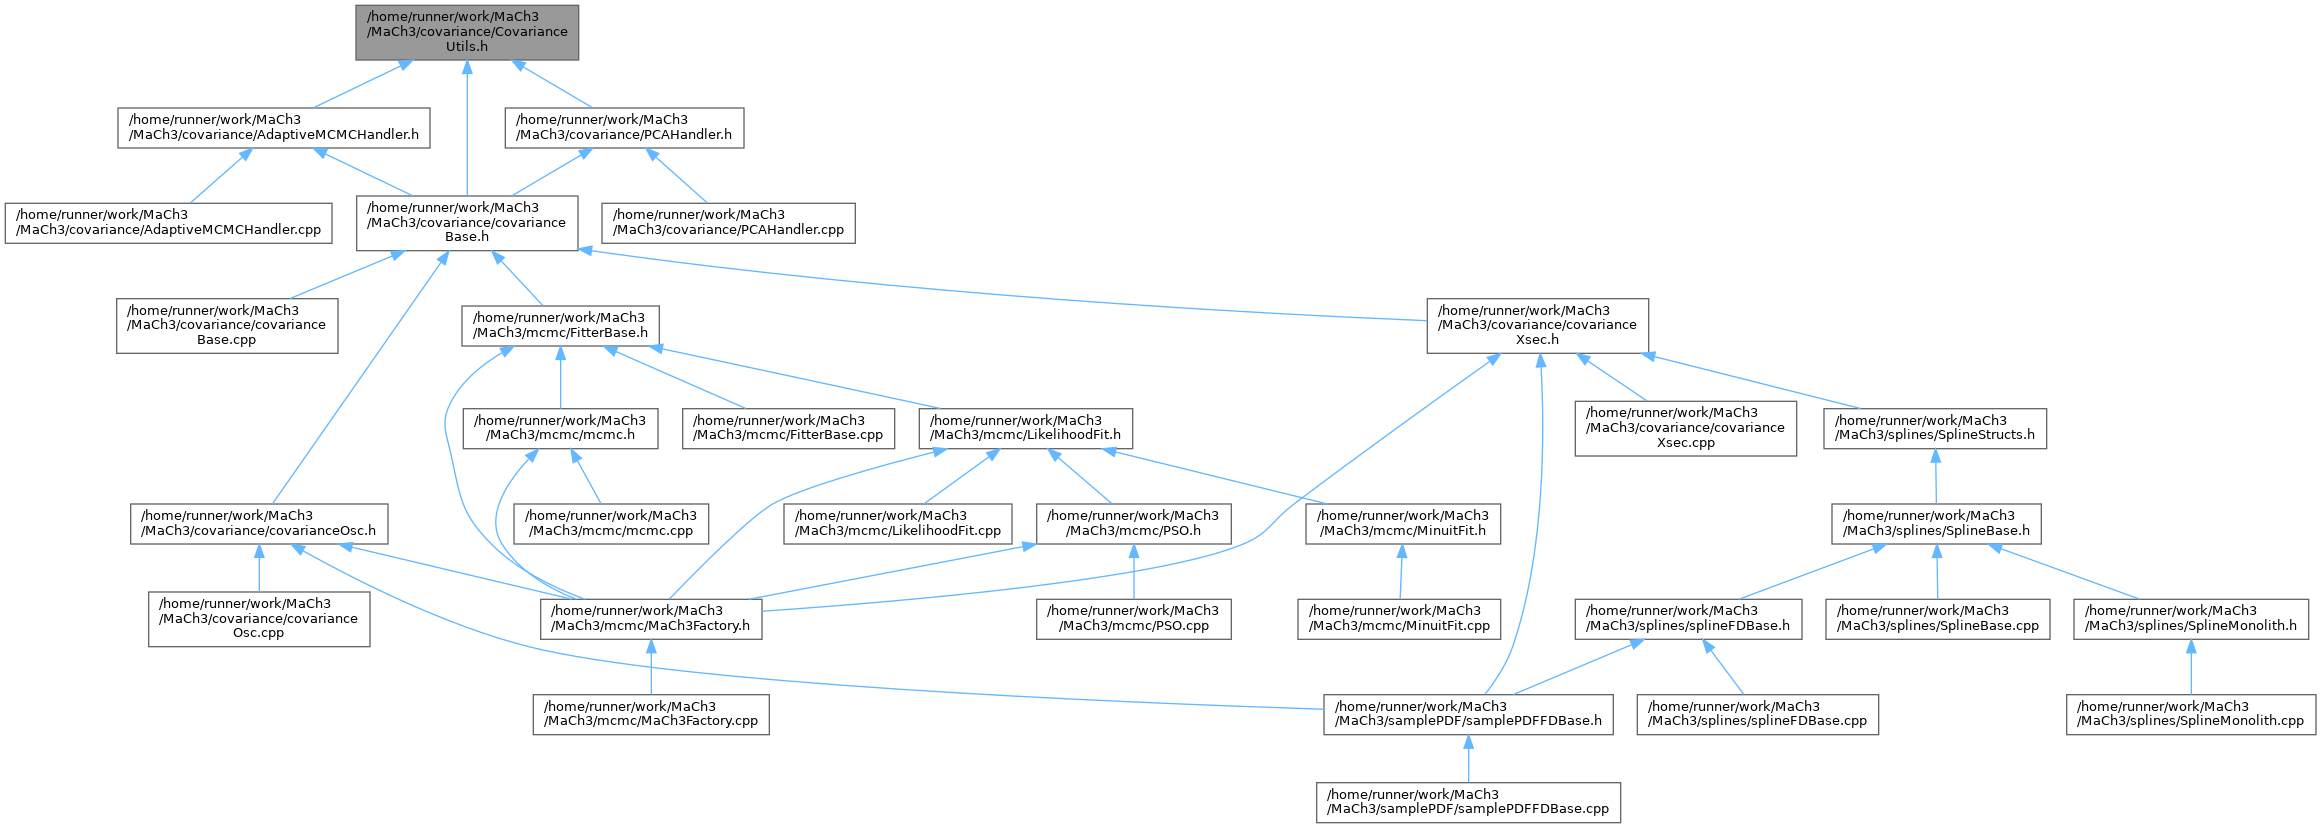 /home/runner/work/MaCh3
/MaCh3/covariance/Covariance
Utils.h
/home/runner/work/MaCh3
/MaCh3/covariance/AdaptiveMCMCHandler.h
/home/runner/work/MaCh3
/MaCh3/covariance/PCAHandler.h
/home/runner/work/MaCh3
/MaCh3/covariance/AdaptiveMCMCHandler.cpp
/home/runner/work/MaCh3
/MaCh3/covariance/covariance
Base.h
/home/runner/work/MaCh3
/MaCh3/covariance/PCAHandler.cpp
/home/runner/work/MaCh3
/MaCh3/covariance/covariance
Base.cpp
/home/runner/work/MaCh3
/MaCh3/mcmc/FitterBase.h
/home/runner/work/MaCh3
/MaCh3/covariance/covariance
Xsec.h
/home/runner/work/MaCh3
/MaCh3/mcmc/mcmc.h
/home/runner/work/MaCh3
/MaCh3/mcmc/FitterBase.cpp
/home/runner/work/MaCh3
/MaCh3/mcmc/LikelihoodFit.h
/home/runner/work/MaCh3
/MaCh3/covariance/covariance
Xsec.cpp
/home/runner/work/MaCh3
/MaCh3/splines/SplineStructs.h
/home/runner/work/MaCh3
/MaCh3/covariance/covarianceOsc.h
/home/runner/work/MaCh3
/MaCh3/mcmc/mcmc.cpp
/home/runner/work/MaCh3
/MaCh3/mcmc/LikelihoodFit.cpp
/home/runner/work/MaCh3
/MaCh3/mcmc/PSO.h
/home/runner/work/MaCh3
/MaCh3/mcmc/MinuitFit.h
/home/runner/work/MaCh3
/MaCh3/splines/SplineBase.h
/home/runner/work/MaCh3
/MaCh3/covariance/covariance
Osc.cpp
/home/runner/work/MaCh3
/MaCh3/mcmc/MaCh3Factory.h
/home/runner/work/MaCh3
/MaCh3/mcmc/PSO.cpp
/home/runner/work/MaCh3
/MaCh3/mcmc/MinuitFit.cpp
/home/runner/work/MaCh3
/MaCh3/splines/splineFDBase.h
/home/runner/work/MaCh3
/MaCh3/splines/SplineBase.cpp
/home/runner/work/MaCh3
/MaCh3/splines/SplineMonolith.h
/home/runner/work/MaCh3
/MaCh3/mcmc/MaCh3Factory.cpp
/home/runner/work/MaCh3
/MaCh3/samplePDF/samplePDFFDBase.h
/home/runner/work/MaCh3
/MaCh3/splines/splineFDBase.cpp
/home/runner/work/MaCh3
/MaCh3/splines/SplineMonolith.cpp
/home/runner/work/MaCh3
/MaCh3/samplePDF/samplePDFFDBase.cpp